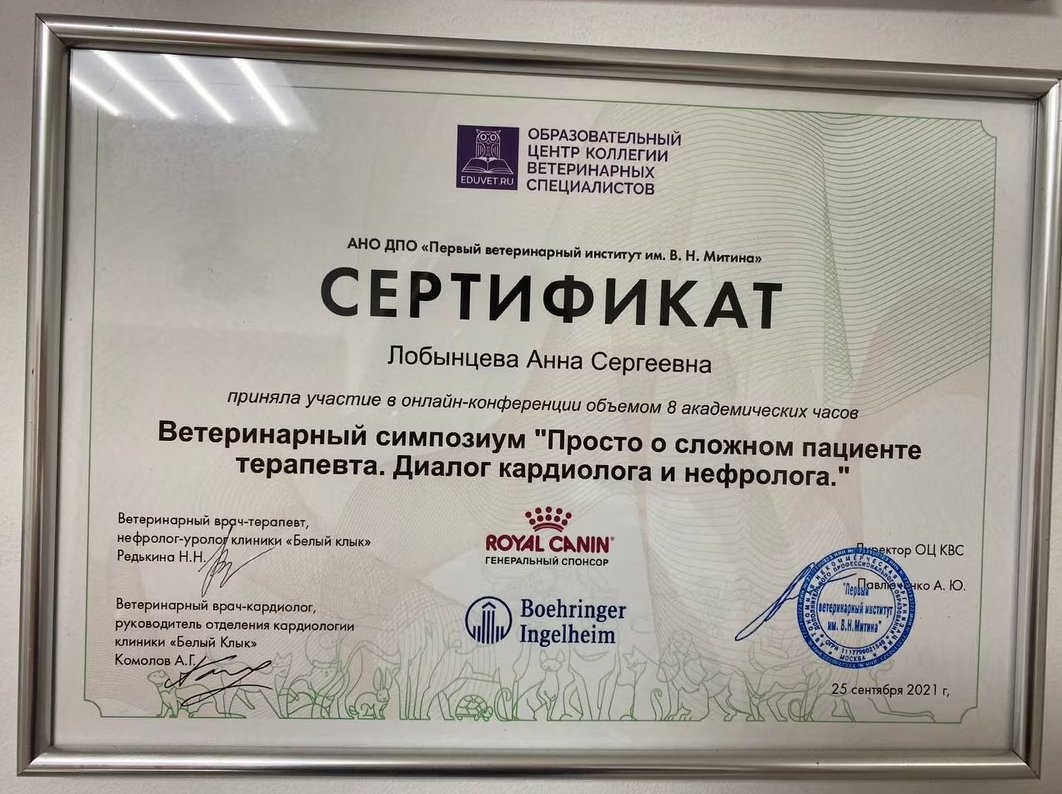 ОБРАЗОВАТЕЛЬНЫЙ
ЦЕНТР КОЛЛЕГИИ
ВЕТЕРИНАРНЫХ
СПЕЦИАЛИСТОВ
EDUVET.RU
АНО ДПО «Первый ветеринарный институт им. В. Н. Митина»
СЕРТИФИКАТ
Лобынцева Анна Сергеевна
приняла участие в онлайн-конференции объемом 8 академических часов
Ветеринарный симпозиум "Просто о сложном пациенте
терапевта. Диалог кардиолога и нефролога."
Ветеринарный врач-терапевт,
нефролог-уролог клиники «Белый клык»
Редькина Н.Н.
Ветеринарный врач-кардиолог,
руководитель отделения кардиологии
клиники «Белый Клык»
Комолов А.Г.
ROYAL CANIN®
ГЕНЕРАЛЬНЫЙ СПОНСОР
Boehringer
Ingelheim
Директор ОЦ КВС
Павлюченко А. Ю.
"Первый
ветеринарный институт
им. В.Н.Митина"
МОСКВА
25 сентября 2021 г,